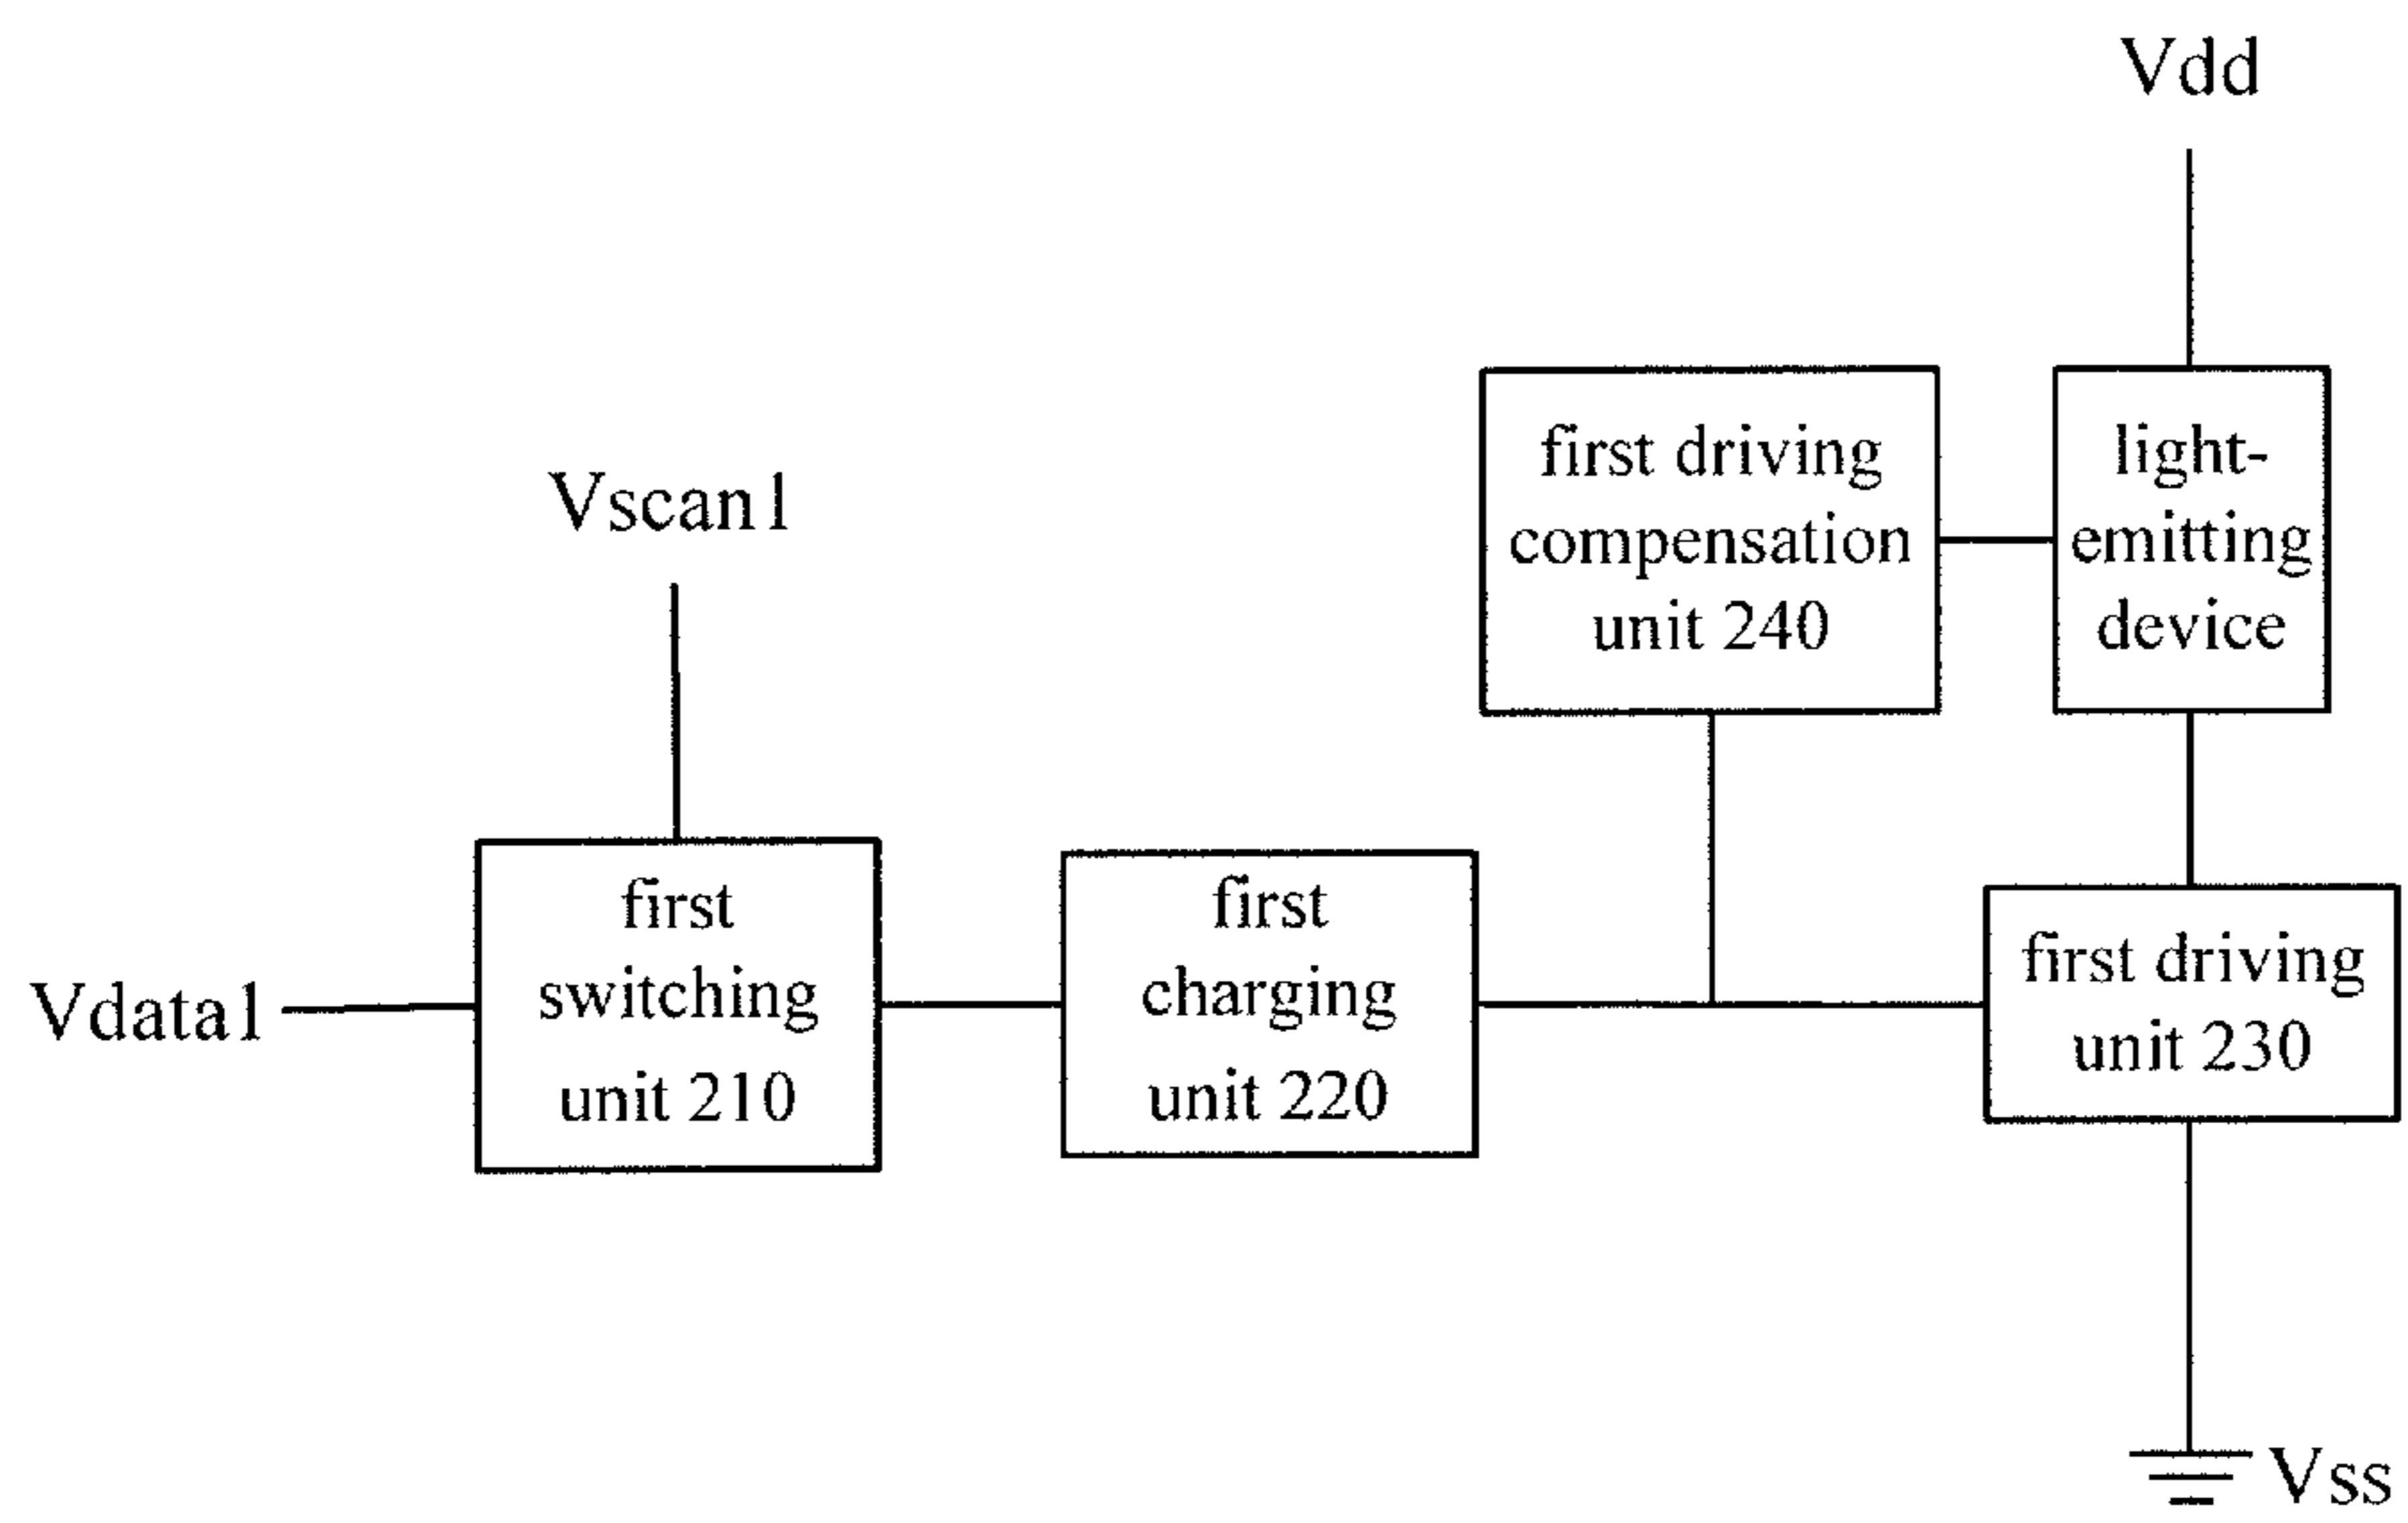 Vdd
first driving
compensation
unit 240
light-
emitting
device
Vscan1
first
switching
unit 210
first
charging
unit 220
first driving
unit 230
Vdata1
Vss